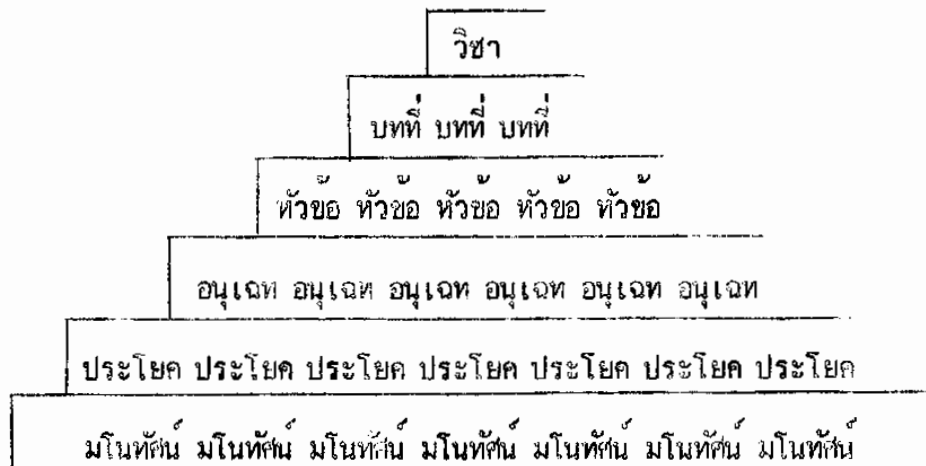 วิชา
บทที่ บทที่ บทที่
หัวข้อ หัวข้อ หัวข้อ หัวข้อ หัวข้อ
อนุเฉท อนุเฉท อนุเฉท อนุเฉท อนุเฉท อนุเฉท
ประโยค ประโยค ประโยค ประโยค ประโยค ประโยค ประโยค
มโนทัศน์ มโนทัศน์ มโนทัศน์ มโนทัศน์ มโนทัศน์ มโนทัศน์ มโนทัศน์